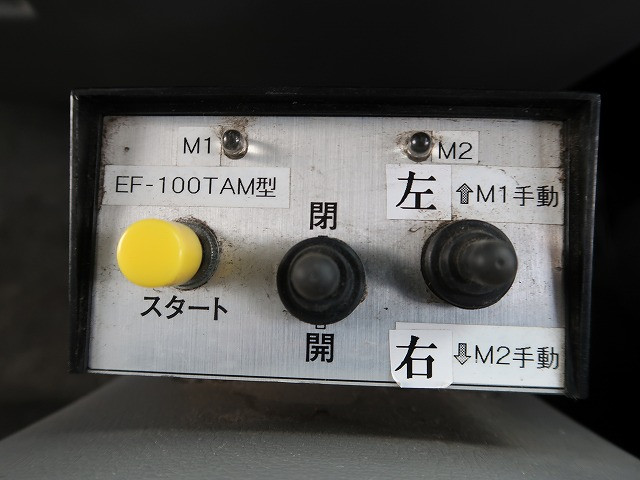 M1
M2
EF-100TAM型
左
⇧M1手動
閉
スタート
開
右
⇩M2手動